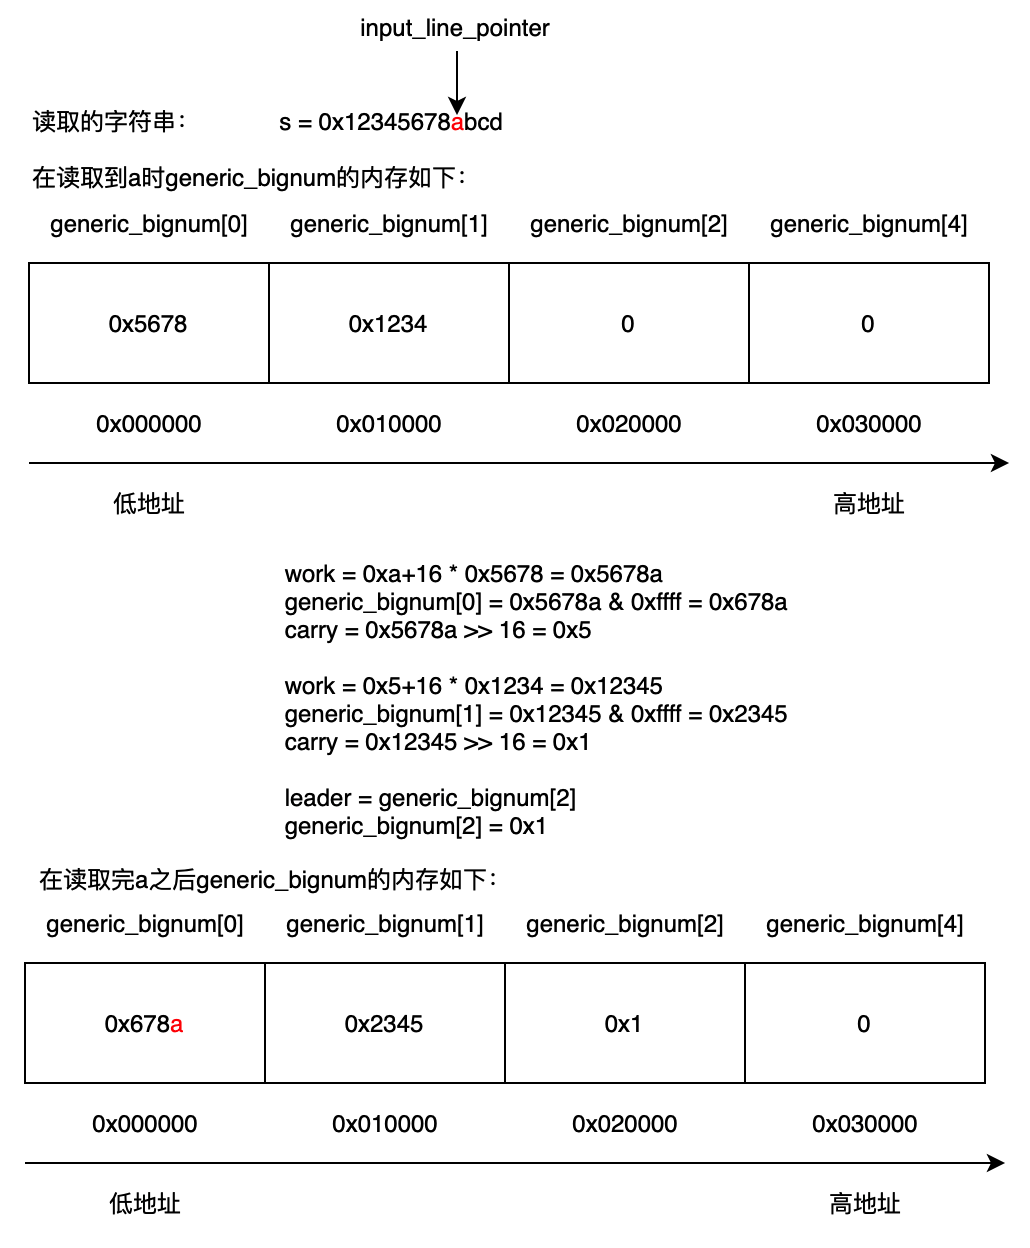 input_line_pointer
读取的字符串： s = 0x12345678abcd
在读取到a时generic_bignum的内存如下：
generic_bignum[0] generic_bignum[1] generic_bignum[2] generic_bignum[4]
0x5678 0x1234 0 0
0x000000 0x010000 0x020000 0x030000
低地址 高地址
work = 0xa+16 * 0x5678 = 0x5678a
generic_bignum[0] = 0x5678a & 0xffff = 0x678a
carry = 0x5678a >> 16 = 0x5
work = 0x5+16 * 0x1234 = 0x12345
generic_bignum[1] = 0x12345 & 0xffff = 0x2345
carry = 0x12345 >> 16 = 0x1
leader = generic_bignum[2]
generic_bignum[2] = 0x1
在读取完a之后generic_bignum的内存如下：
generic_bignum[0] generic_bignum[1] generic_bignum[2] generic_bignum[4]
0x678a 0x2345 0x1 0
0x000000 0x010000 0x020000 0x030000
低地址 高地址